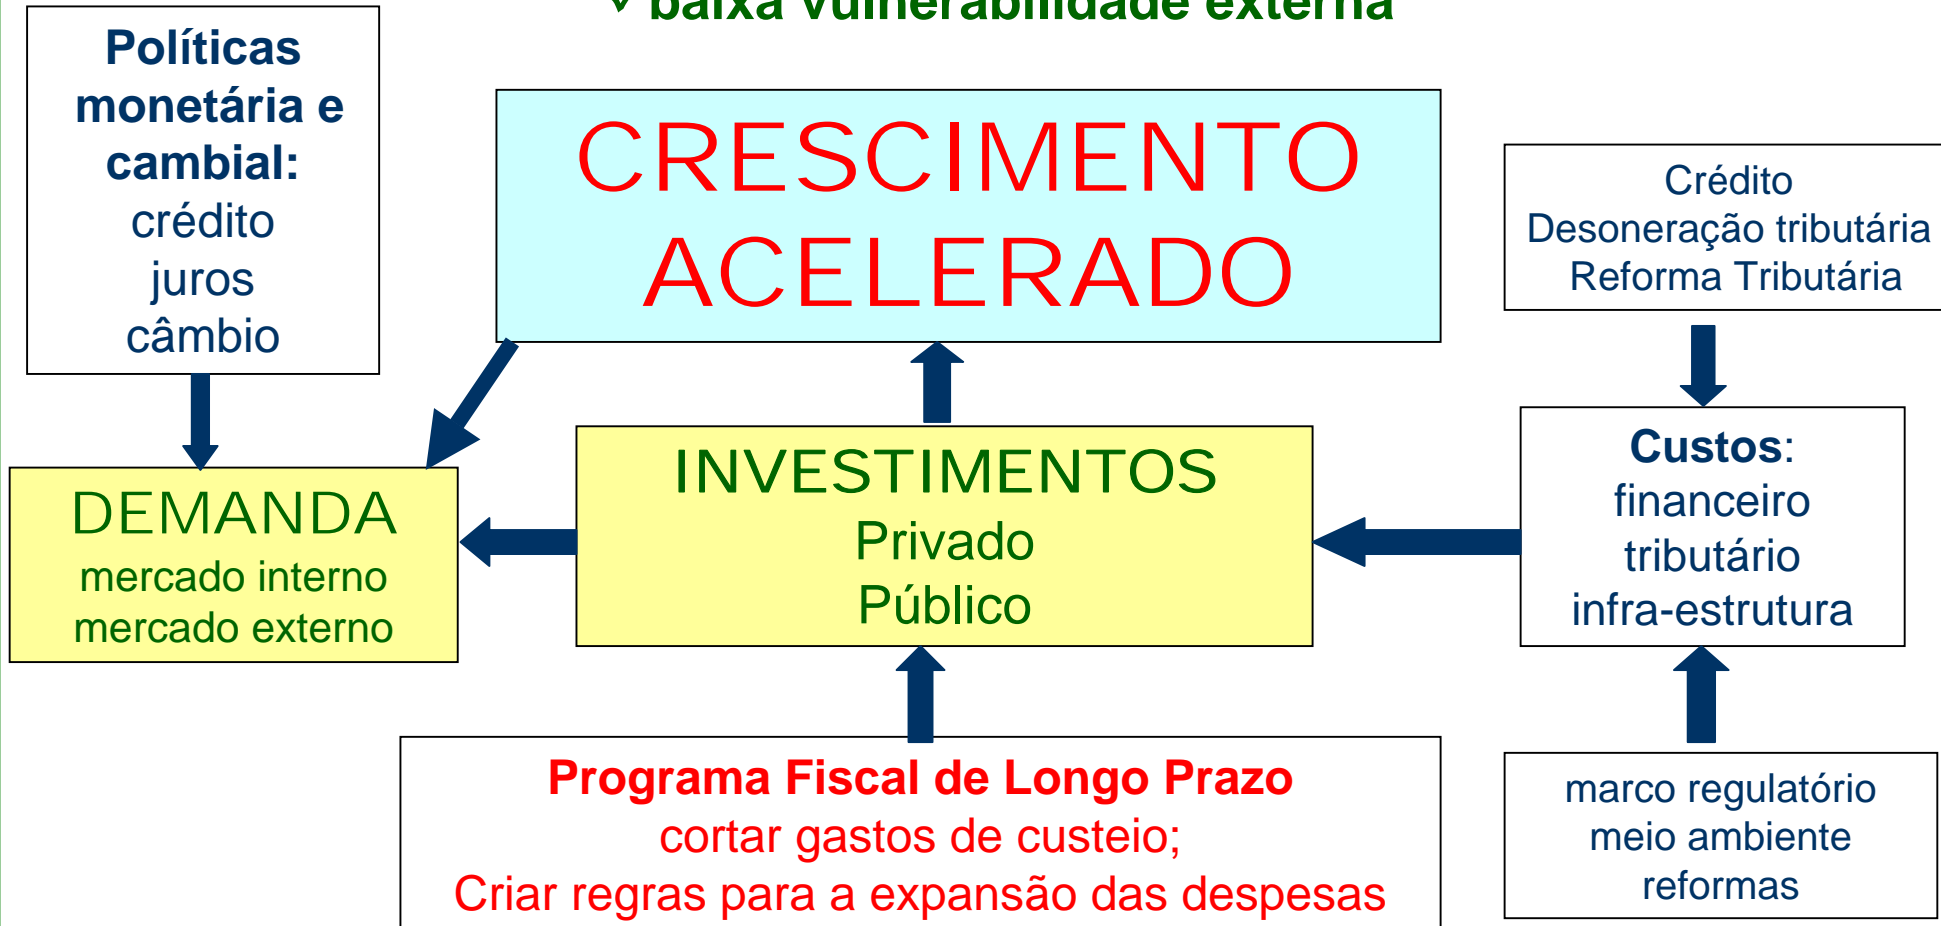 ✓ baixa vulnerabilidade externa
Políticas
monetária e
cambial:
crédito
juros
câmbio
CRESCIMENTO
ACELERADO
Crédito
Desoneração tributária
Reforma Tributária
DEMANDA
mercado interno
mercado externo
INVESTIMENTOS
Privado
Público
Custos:
financeiro
tributário
infra-estrutura
Programa Fiscal de Longo Prazo
cortar gastos de custeio;
Criar regras para a expansão das despesas
marco regulatório
meio ambiente
reformas